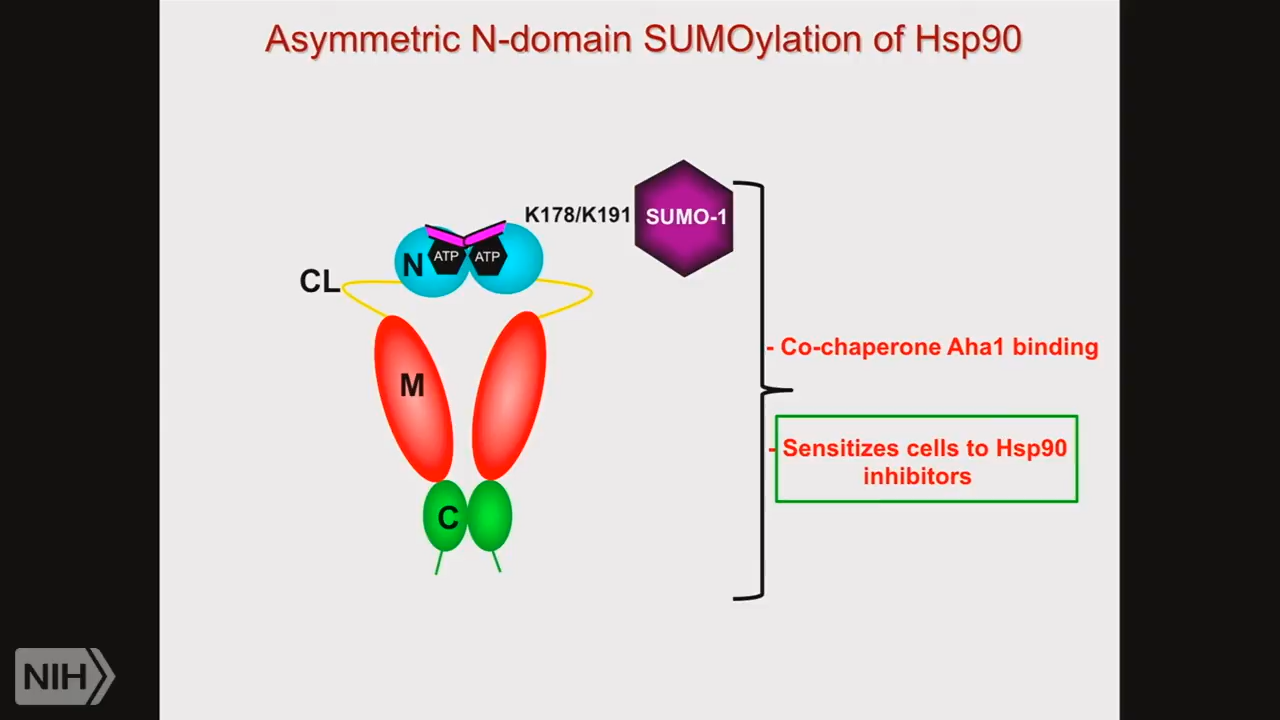 Asymmetric N-domain SUMOylation of Hsp90
K178/K191
SUMO-1
N
ATP
ATP
CL
M
C
- Co-chaperone Aha1 binding
- Sensitizes cells to Hsp90
inhibitors
NIH